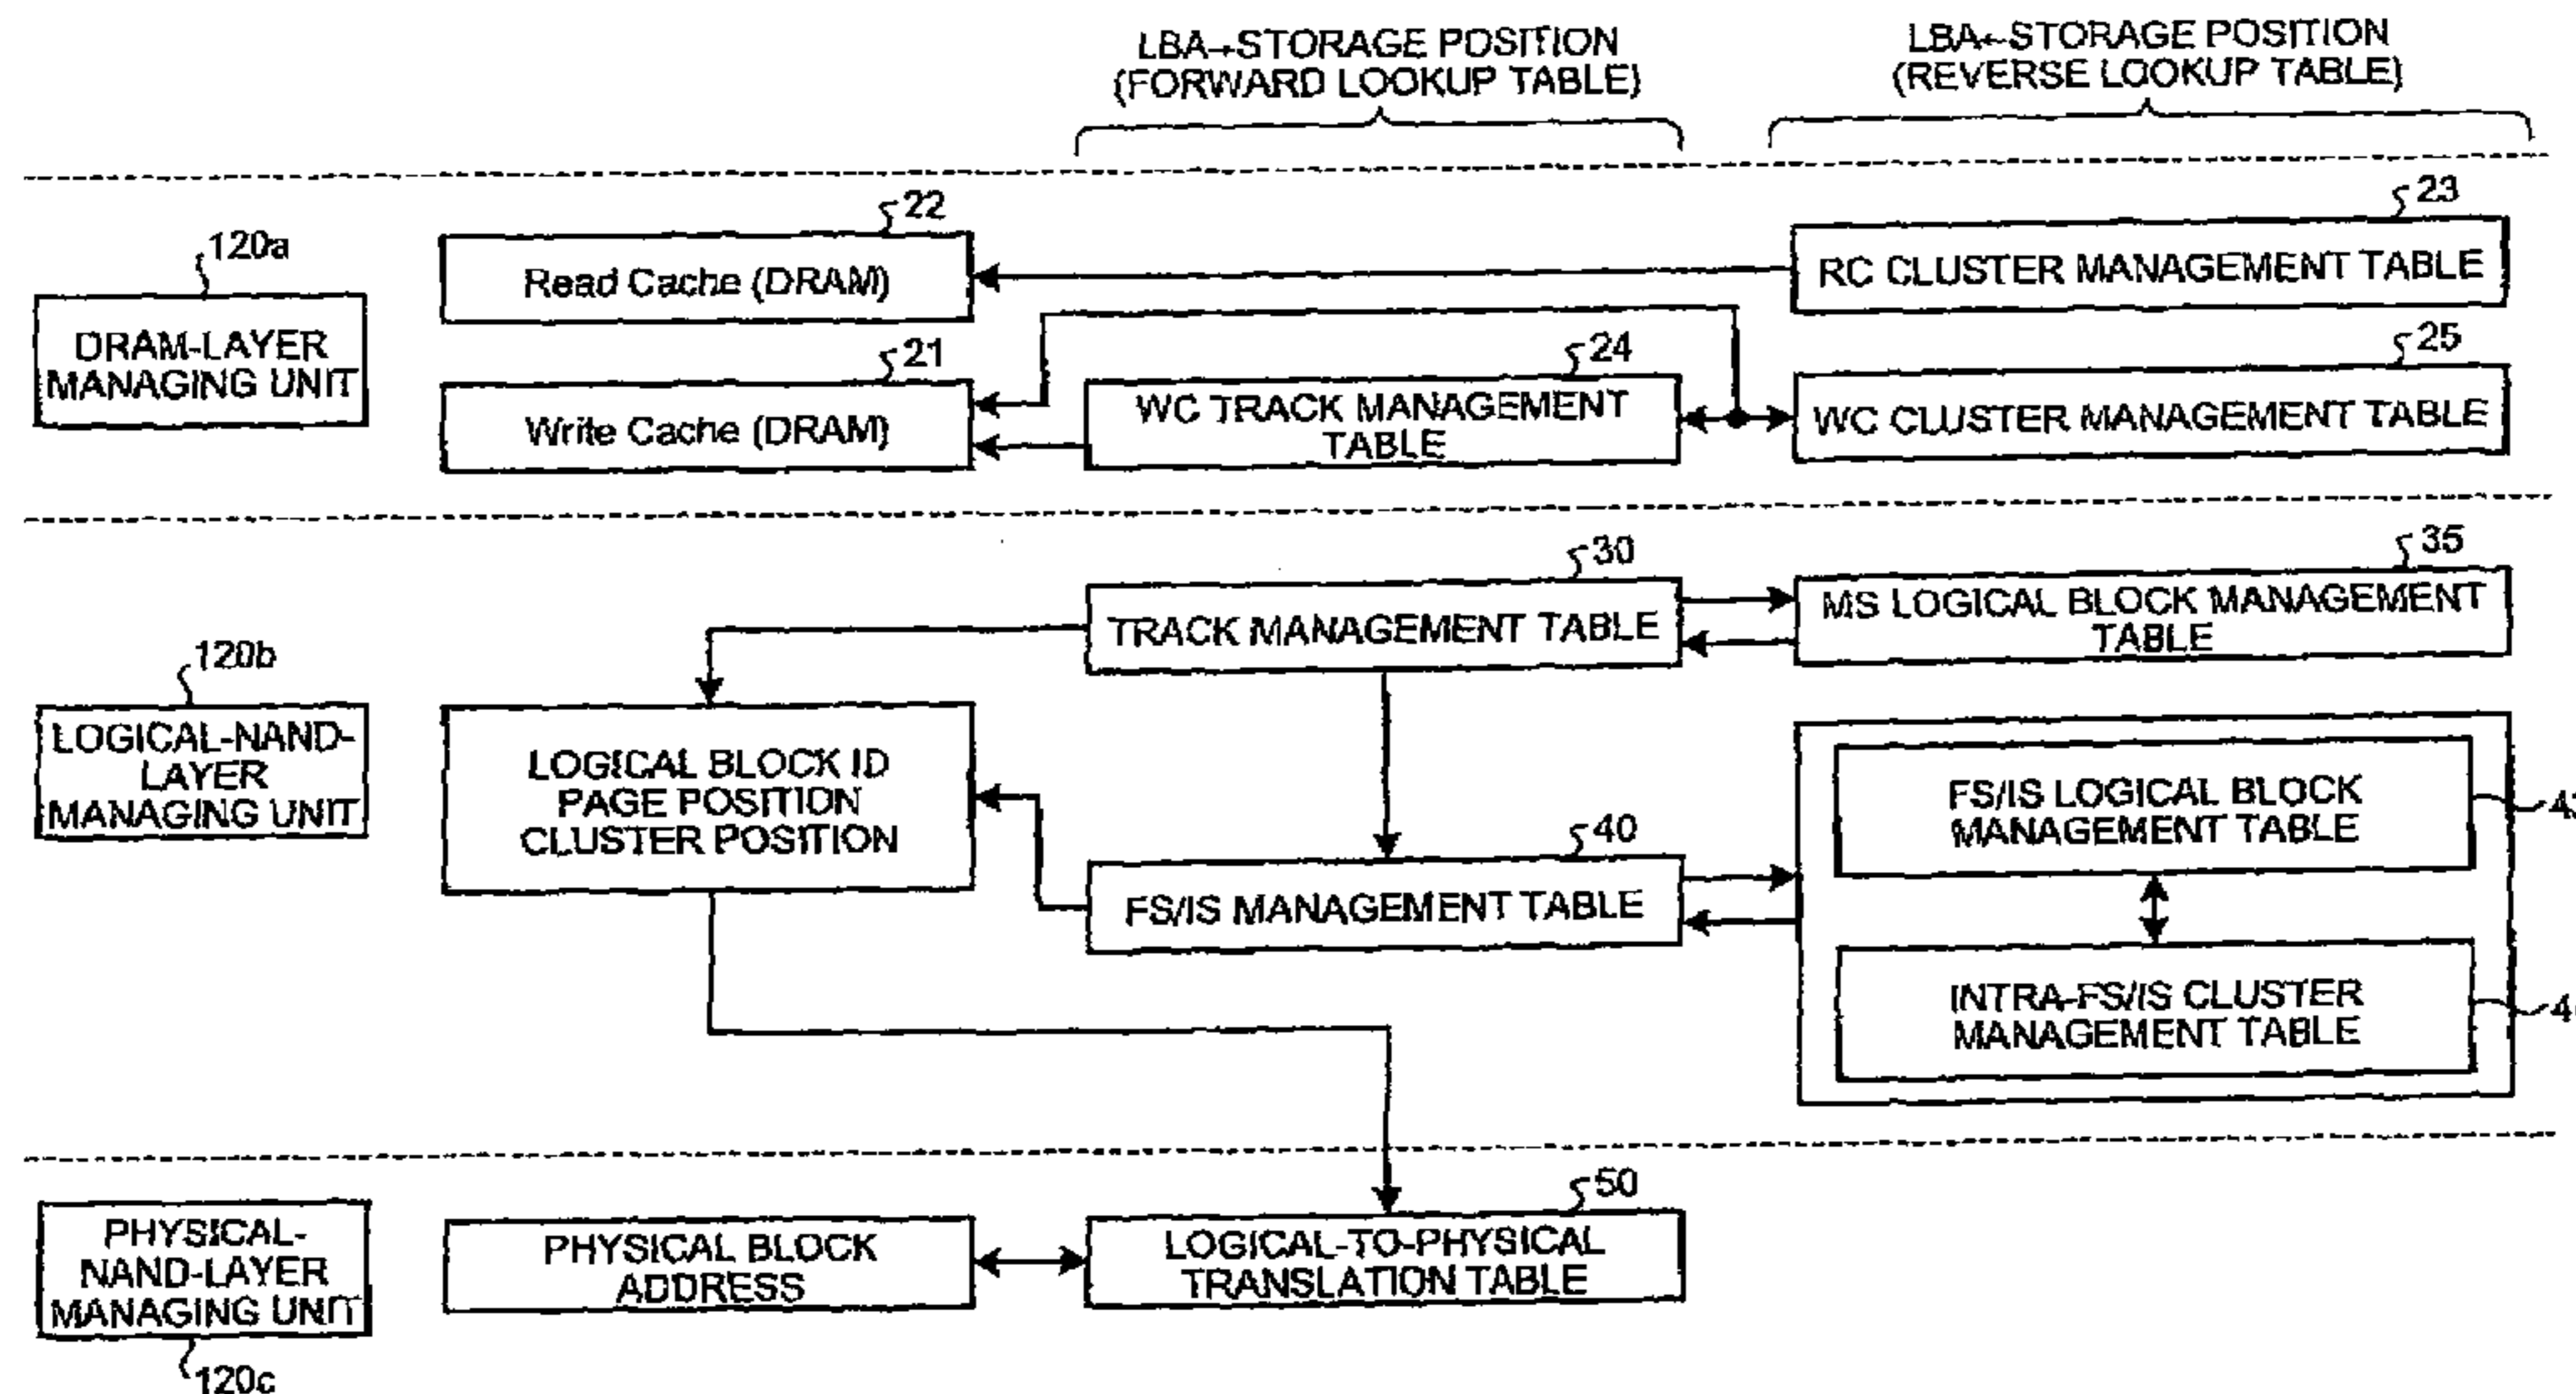 LBA→STORAGE POSITION
(FORWARD LOOKUP TABLE)
LBA←STORAGE POSITION
(REVERSE LOOKUP TABLE)
120a
DRAM-LAYER
MANAGING UNIT
22
Read Cache (DRAM)
23
RC CLUSTER MANAGEMENT TABLE
21
Write Cache (DRAM)
24
WC TRACK MANAGEMENT
TABLE
25
WC CLUSTER MANAGEMENT TABLE
30
TRACK MANAGEMENT TABLE
35
MS LOGICAL BLOCK MANAGEMENT
TABLE
120b
LOGICAL-NAND-
LAYER
MANAGING UNIT
LOGICAL BLOCK ID
PAGE POSITION
CLUSTER POSITION
40
FS/IS MANAGEMENT TABLE
FS/IS LOGICAL BLOCK
MANAGEMENT TABLE
INTRA-FS/IS CLUSTER
MANAGEMENT TABLE
PHYSICAL-
NAND-LAYER
MANAGING UNIT
120c
PHYSICAL BLOCK
ADDRESS
50
LOGICAL-TO-PHYSICAL
TRANSLATION TABLE